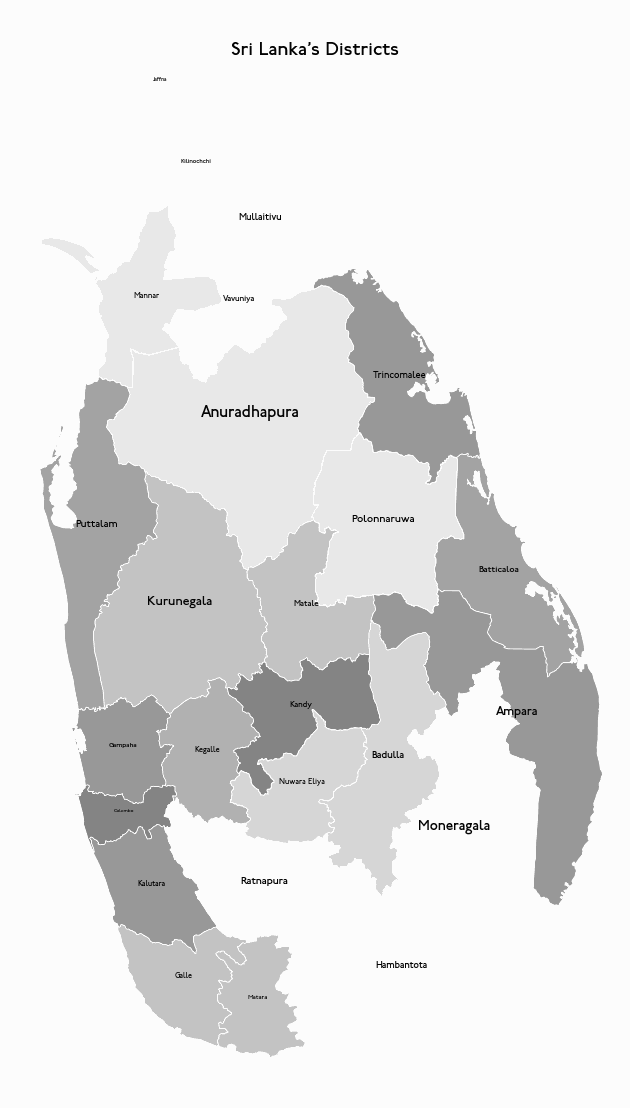 Sri Lanka's Districts
Jaffna
Kilinochchi
Mullaitivu
Mannar
Vavuniya
Trincomalee
Anuradhapura
Polonnaruwa
Puttalam
Batticaloa
Kurunegala
Matale
Kandy
Ampara
Gampaha
Kegalle
Badulla
Nuwara Eliya
Colombo
Moneragala
Ratnapura
Kalutara
Hambantota
Galle
Matara